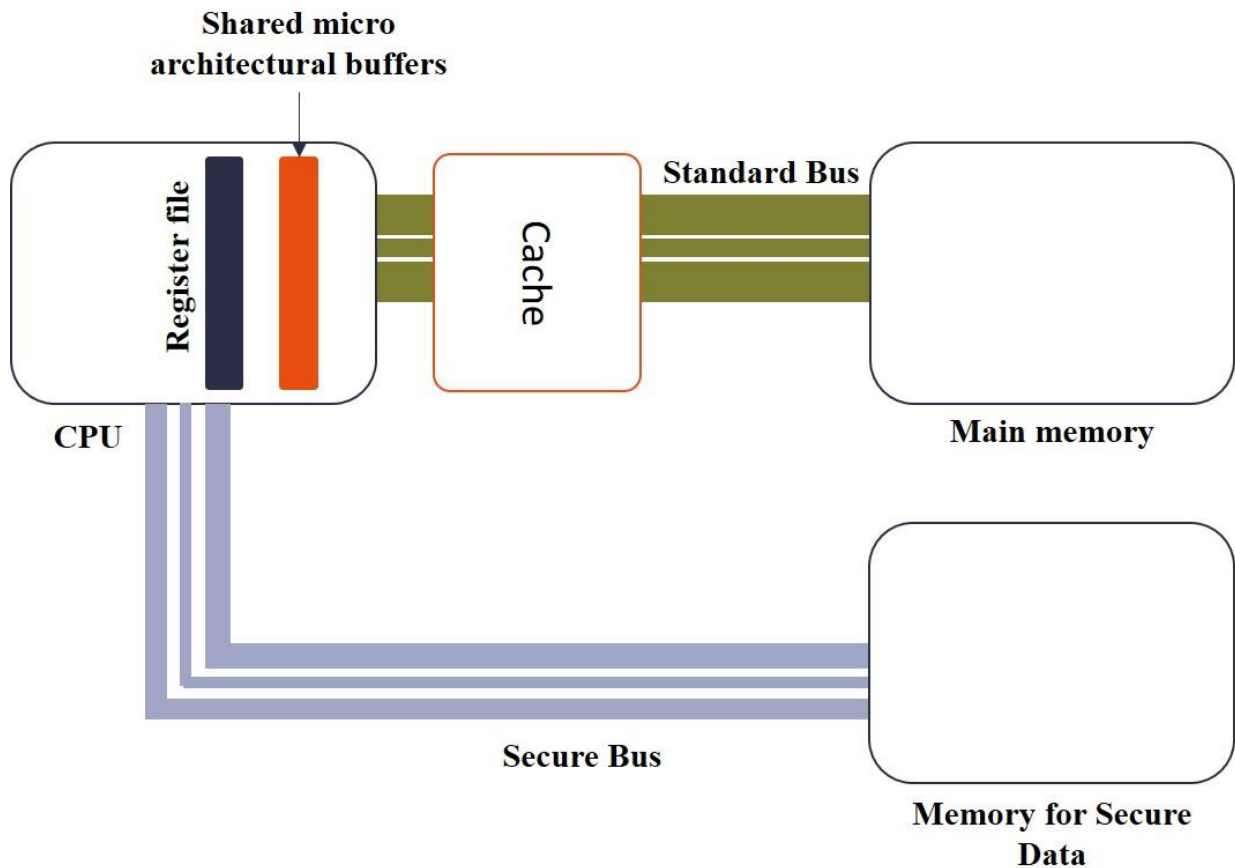 Shared micro
architectural buffers
Register file
Cache
Standard Bus
CPU
Main memory
Secure Bus
Memory for Secure
Data